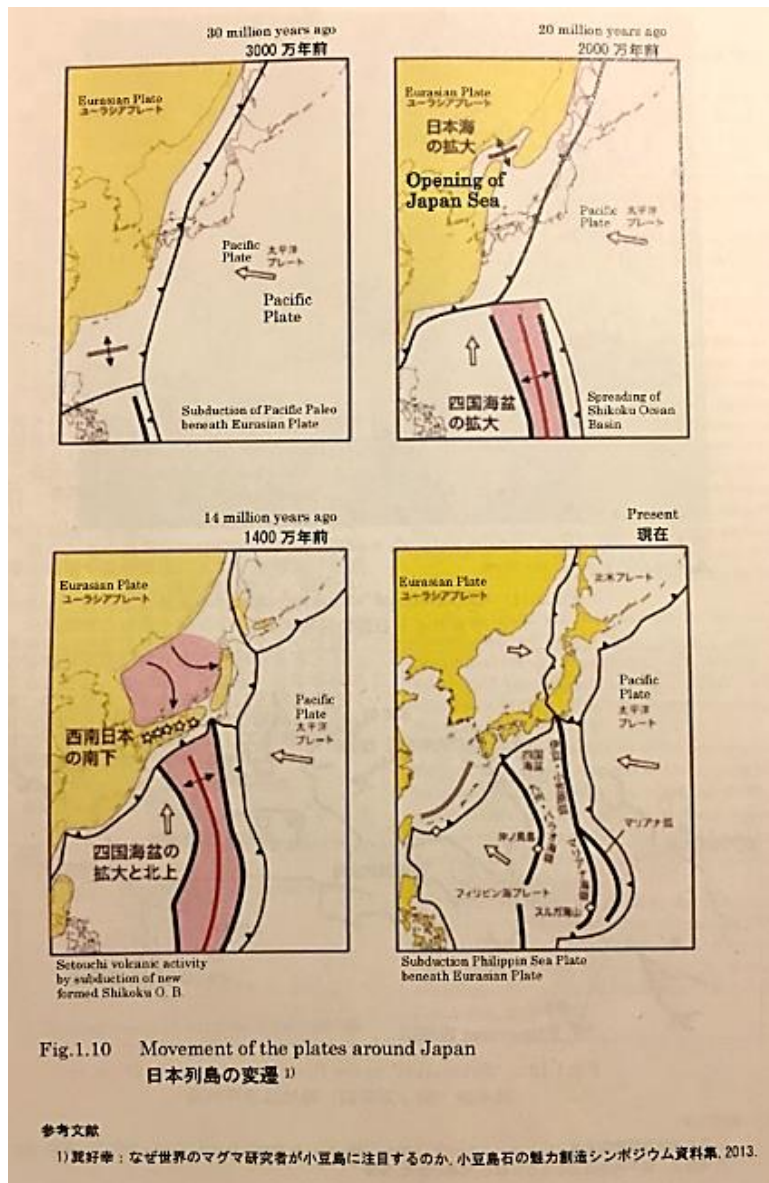 30 million years ago
3000 万年前
Eurasian Plate
ユーラシアプレート
Pacific
Plate
太平洋
プレート
Pacific
Plate
Subduction of Pacific Paleo
beneath Eurasian Plate
20 million years ago
2000 万年前
Eurasian Plate
ユーラシアプレート
日本海
の拡大
Opening of
Japan Sea
Pacific
Plate
太平洋
プレート
四国海盆
の拡大
Spreading of
Shikoku Ocean
Basin
14 million years ago
1400 万年前
Eurasian Plate
ユーラシアプレート
Pacific
Plate
太平洋
プレート
西南日本
の南下
四国海盆の
拡大と北上
Setouchi volcanic activity
by subduction of new
formed Shikoku O. B.
Present
現在
Eurasian Plate
ユーラシアプレート
北米プレート
Pacific
Plate
太平洋
プレート
四国
海盆
マリアナ弧
フィリピン海プレート
スルガ海山
Subduction Philippin Sea Plate
beneath Eurasian Plate
Fig.1.10 Movement of the plates around Japan
日本列島の変遷 1)
参考文献
1) 巽好幸：なぜ世界のマグマ研究者が小豆島に注目するのか, 小豆島石の魅力創造シンポジウム資料集, 2013.